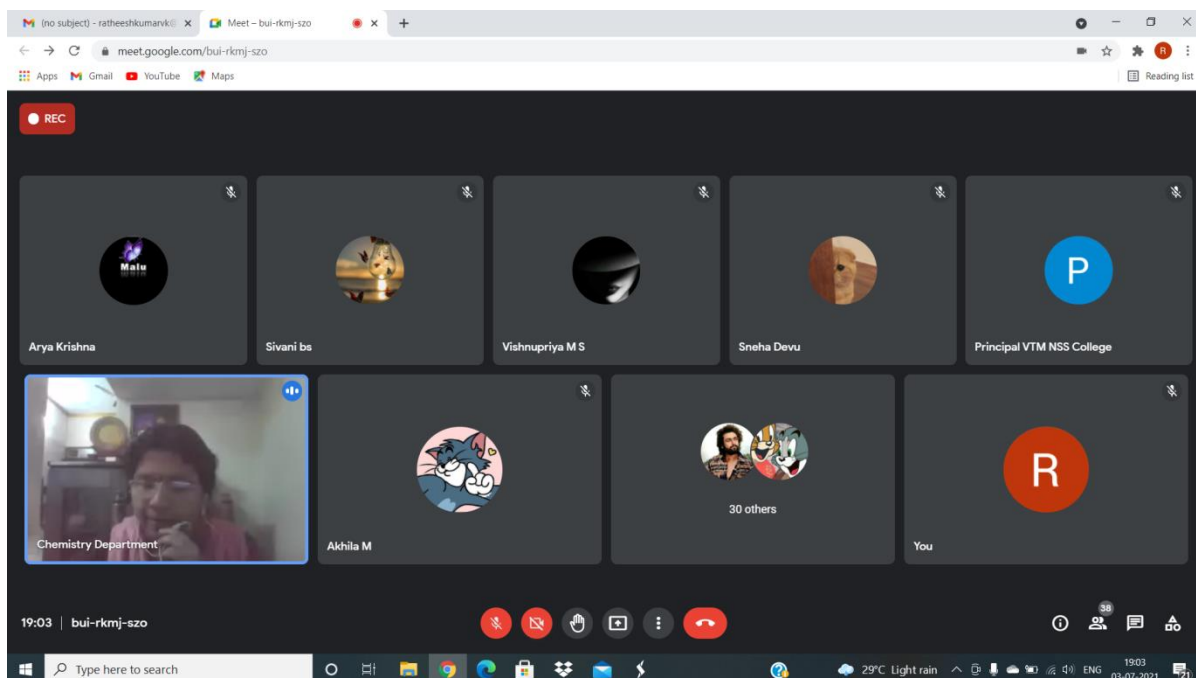 (no subject) - ratheeshkumarvk@
Meet – bui-rkmj-szo
meet.google.com/bui-rkmj-szo
R
Apps Gmail YouTube Maps
Reading list
REC
Malu
P
Arya Krishna
Sivani bs
Vishnupriya M S
Sneha Devu
Principal VTM NSS College
R
30 others
Chemistry Department
Akhila M
You
19:03 | bui-rkmj-szo
38
Type here to search
29°C Light rain
ENG
19:03
03-07-2021
21